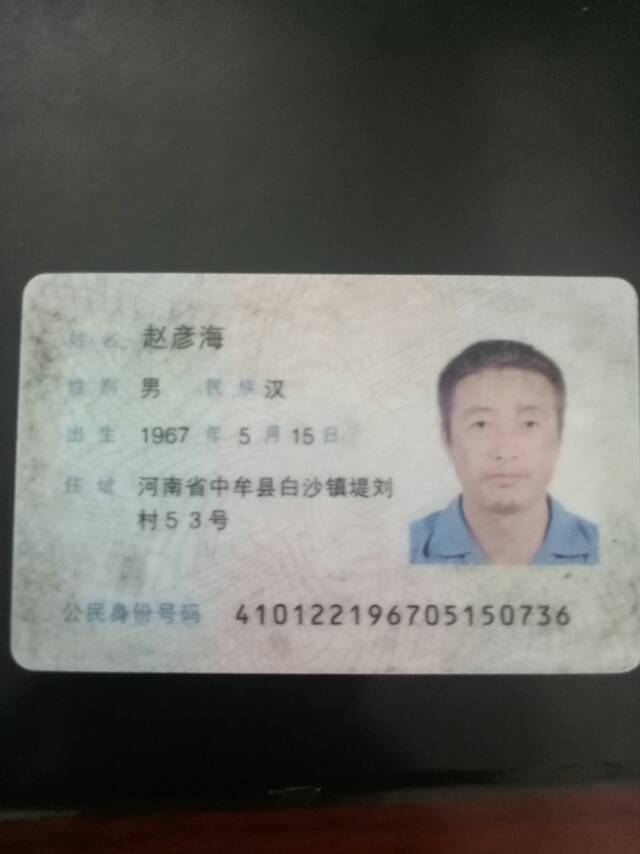 姓名 赵彦海
性别 男 民族 汉
出生 1967 年 5 月 15 日
住址 河南省中牟县白沙镇堤刘
村53号
公民身份号码 410122196705150736